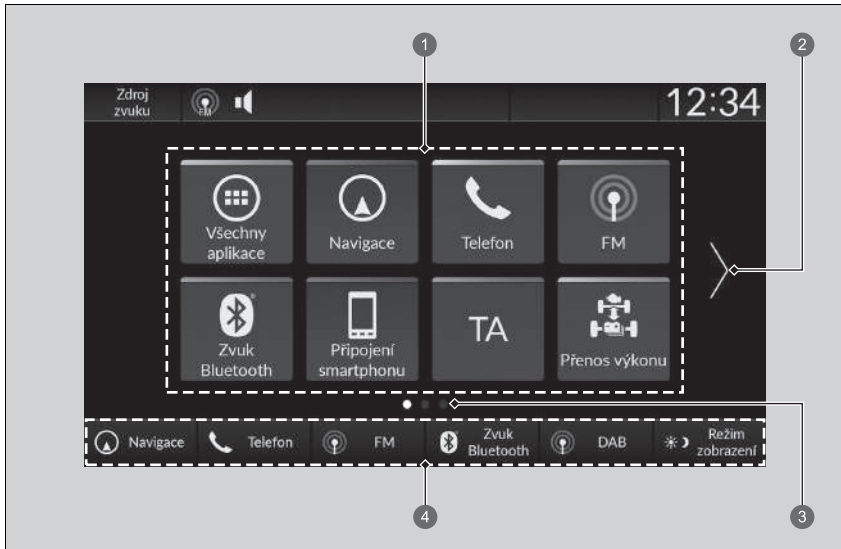 1
2
Zdroj
zvuku
FM
12:34
Všechny
aplikace
Navigace
Telefon
FM
Zvuk
Bluetooth
Připojení
smartphonu
TA
Přenos výkonu
Navigace
Telefon
FM
Zvuk
Bluetooth
DAB
Režim
zobrazení
4
3